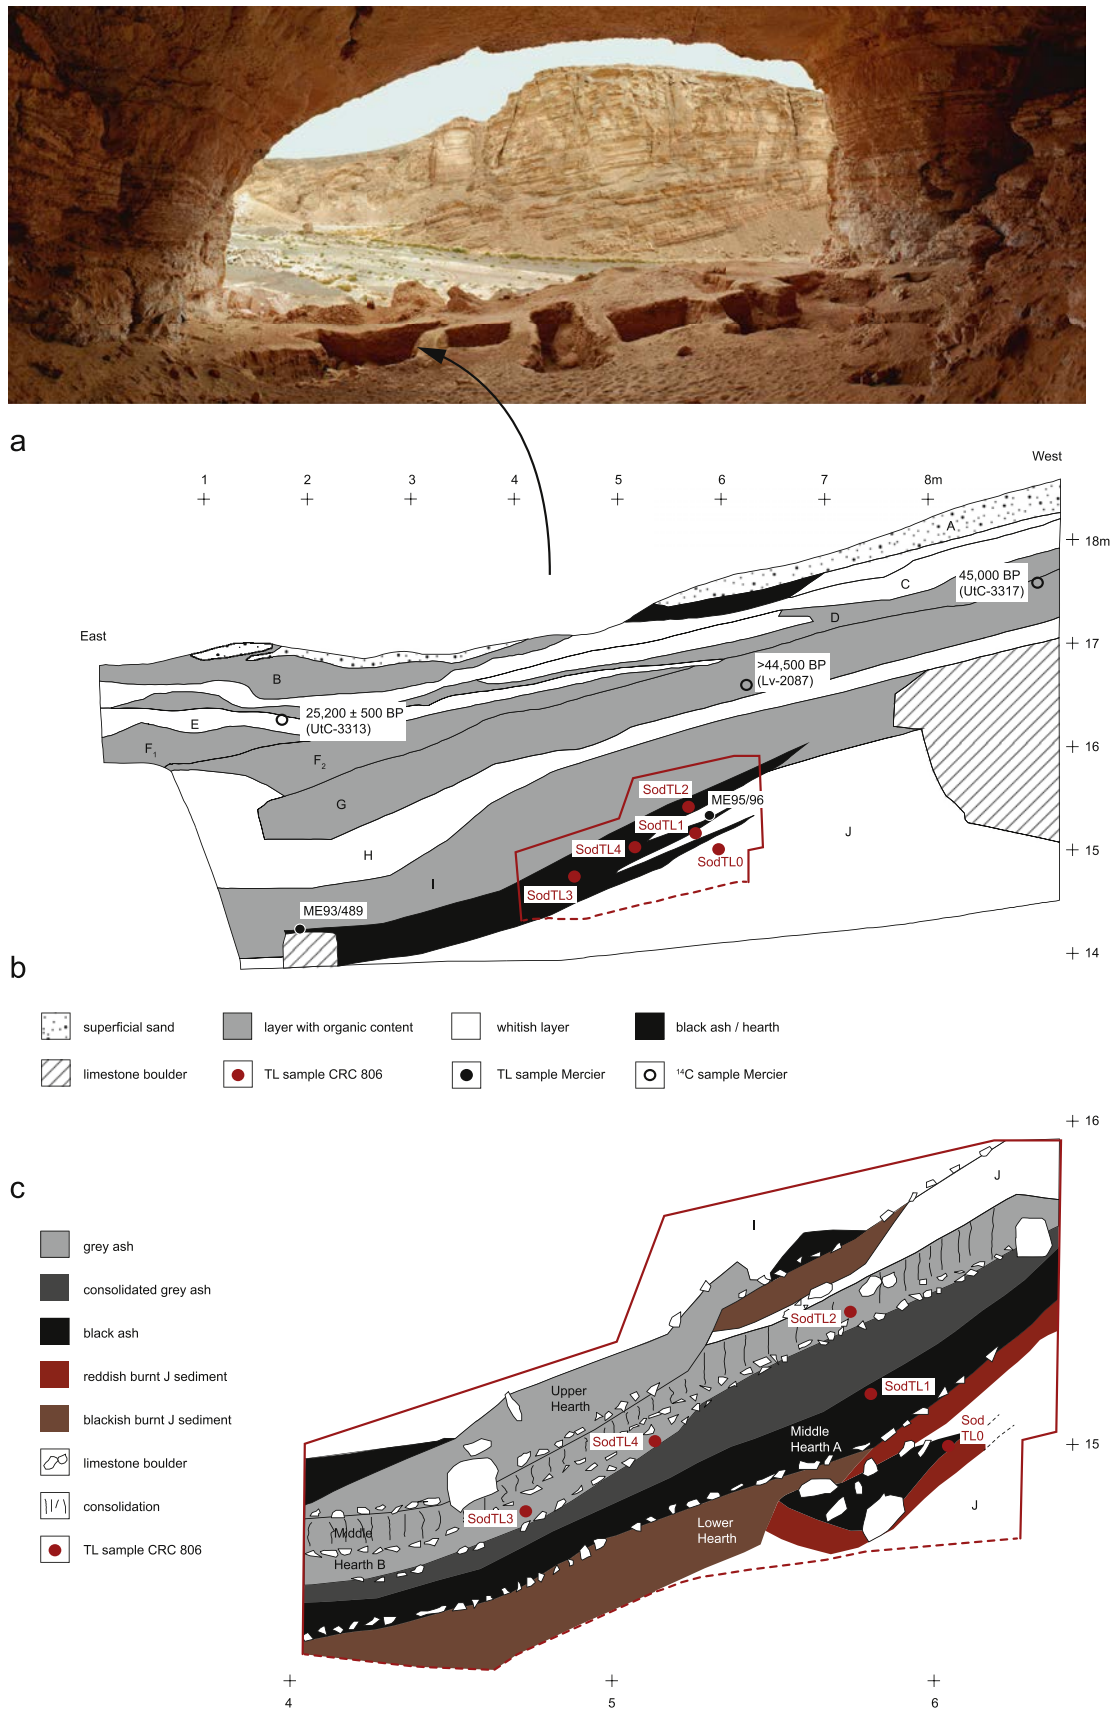 a
West
1 2 3 4 5 6 7 8m
A
18m
C
45,000 BP
(UtC-3317)
D
East
17
B
>44,500 BP
(Lv-2087)
25,200 ± 500 BP
(UtC-3313)
E
F1
F2
16
SodTL2
ME95/96
G
SodTL1
J
H
SodTL4
SodTL0
15
I
SodTL3
ME93/489
14
b
superficial sand
layer with organic content
whitish layer
black ash / hearth
limestone boulder
TL sample CRC 806
TL sample Mercier
14C sample Mercier
16
c
J
I
grey ash
consolidated grey ash
SodTL2
black ash
reddish burnt J sediment
SodTL1
Upper
Hearth
blackish burnt J sediment
Sod
TL0
Middle
Hearth A
SodTL4
15
limestone boulder
consolidation
SodTL3
J
Lower
Hearth
Middle
TL sample CRC 806
Hearth B
4 5 6